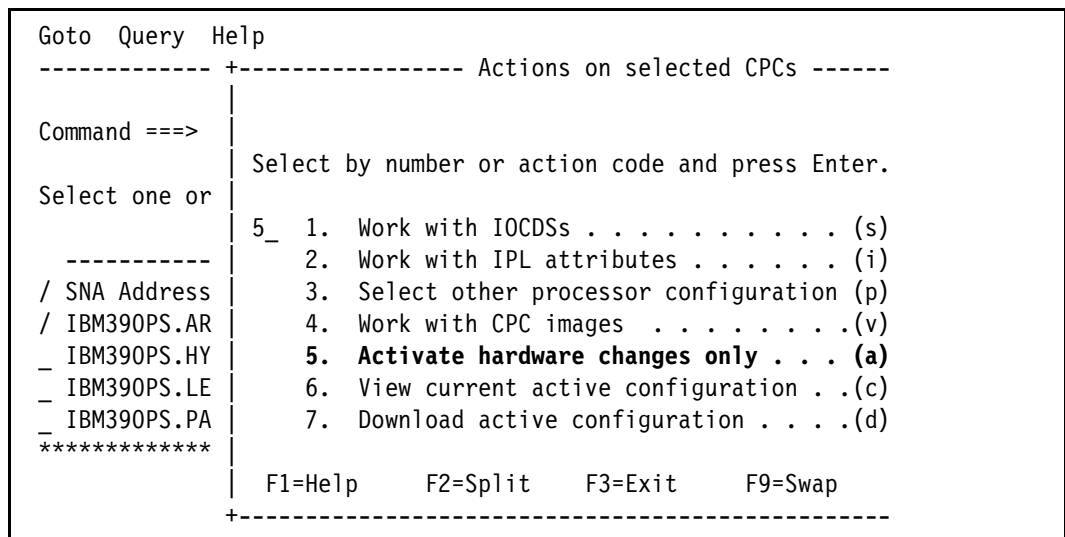 Goto  Query  Help
------------- +----------------- Actions on selected CPCs ------
              |
Command ===>  |
              | Select by number or action code and press Enter.
Select one or |
              | 5_  1.  Work with IOCDSs . . . . . . . . . . (s)
  ----------- |     2.  Work with IPL attributes . . . . . . (i)
/ SNA Address |     3.  Select other processor configuration (p)
/ IBM390PS.AR |     4.  Work with CPC images  . . . . . . . .(v)
_ IBM390PS.HY |     5.  Activate hardware changes only . . . (a)
_ IBM390PS.LE |     6.  View current active configuration . .(c)
_ IBM390PS.PA |     7.  Download active configuration . . . .(d)
************* |
              |  F1=Help     F2=Split    F3=Exit     F9=Swap
              +-------------------------------------------------